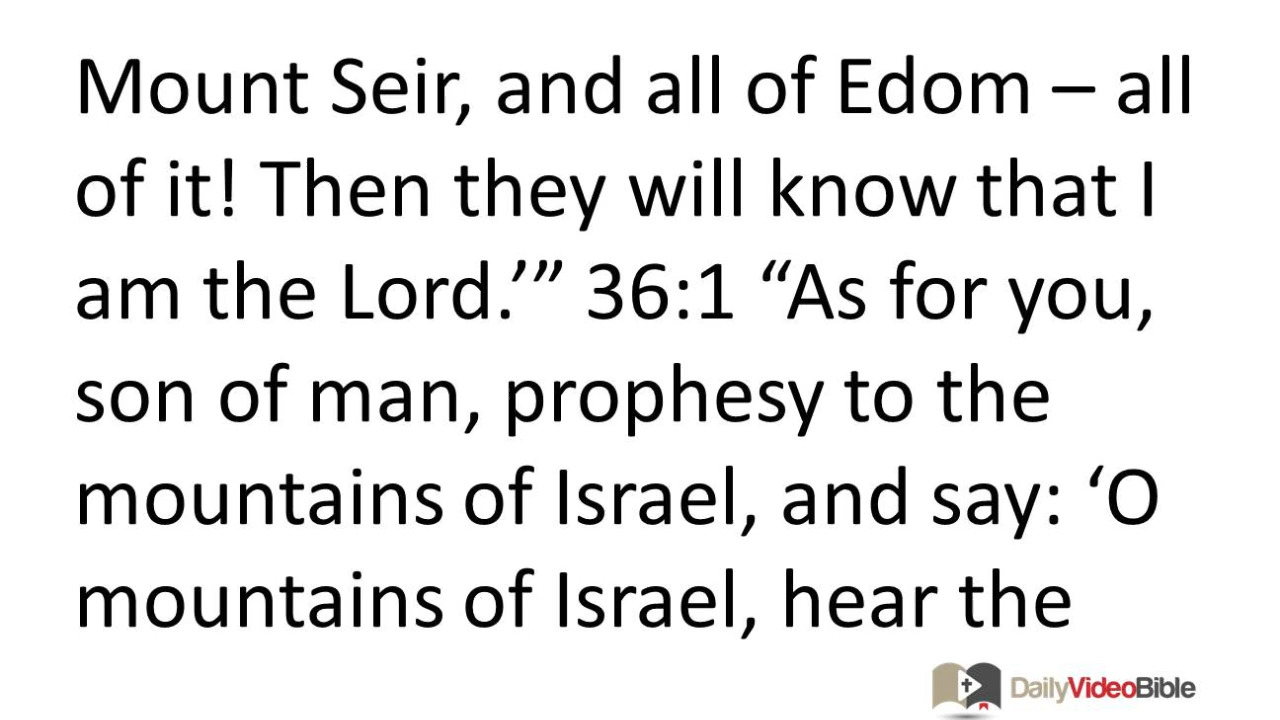 Mount Seir, and all of Edom – all
of it! Then they will know that I
am the Lord.’” 36:1 “As for you,
son of man, prophesy to the
mountains of Israel, and say: ‘O
mountains of Israel, hear the
DailyVideoBible